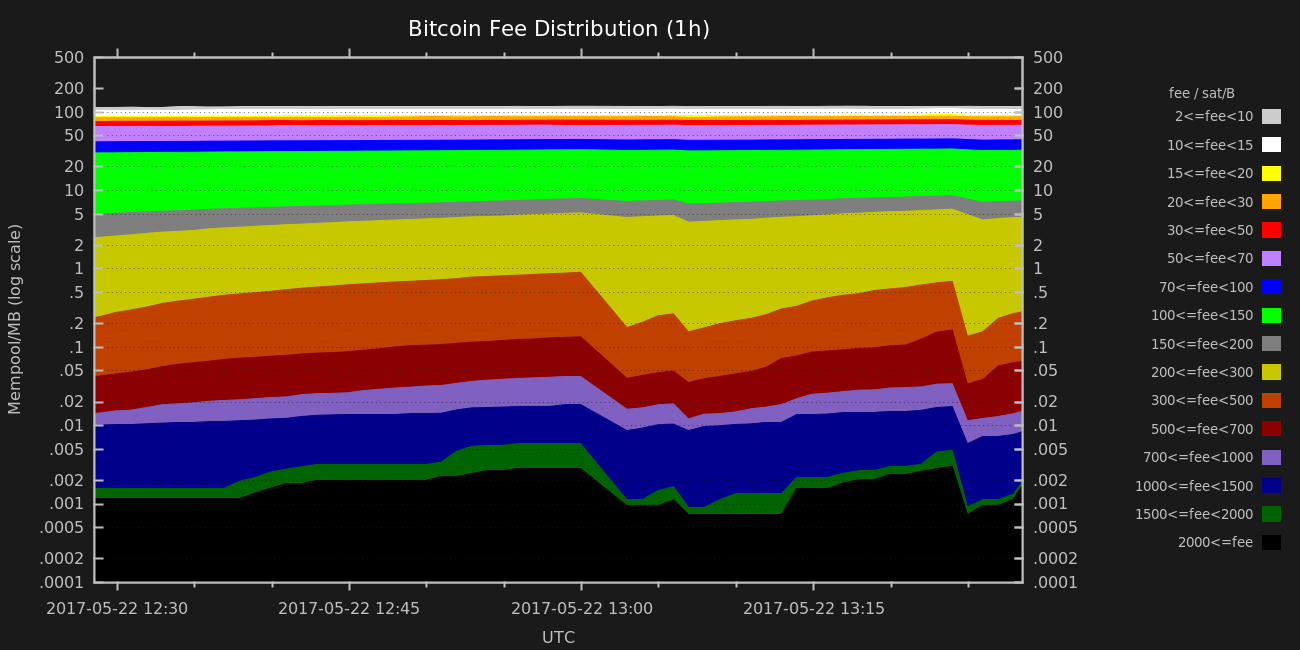 Bitcoin Fee Distribution (1h)
Mempool/MB (log scale)
500
200
100
50
20
10
5
2
1
.5
.2
.1
.05
.02
.01
.005
.002
.001
.0005
.0002
.0001
500
200
100
50
20
10
5
2
1
.5
.2
.1
.05
.02
.01
.005
.002
.001
.0005
.0002
.0001
2017-05-22 12:30
2017-05-22 12:45
2017-05-22 13:00
2017-05-22 13:15
UTC
fee / sat/B
2<=fee<10
10<=fee<15
15<=fee<20
20<=fee<30
30<=fee<50
50<=fee<70
70<=fee<100
100<=fee<150
150<=fee<200
200<=fee<300
300<=fee<500
500<=fee<700
700<=fee<1000
1000<=fee<1500
1500<=fee<2000
2000<=fee